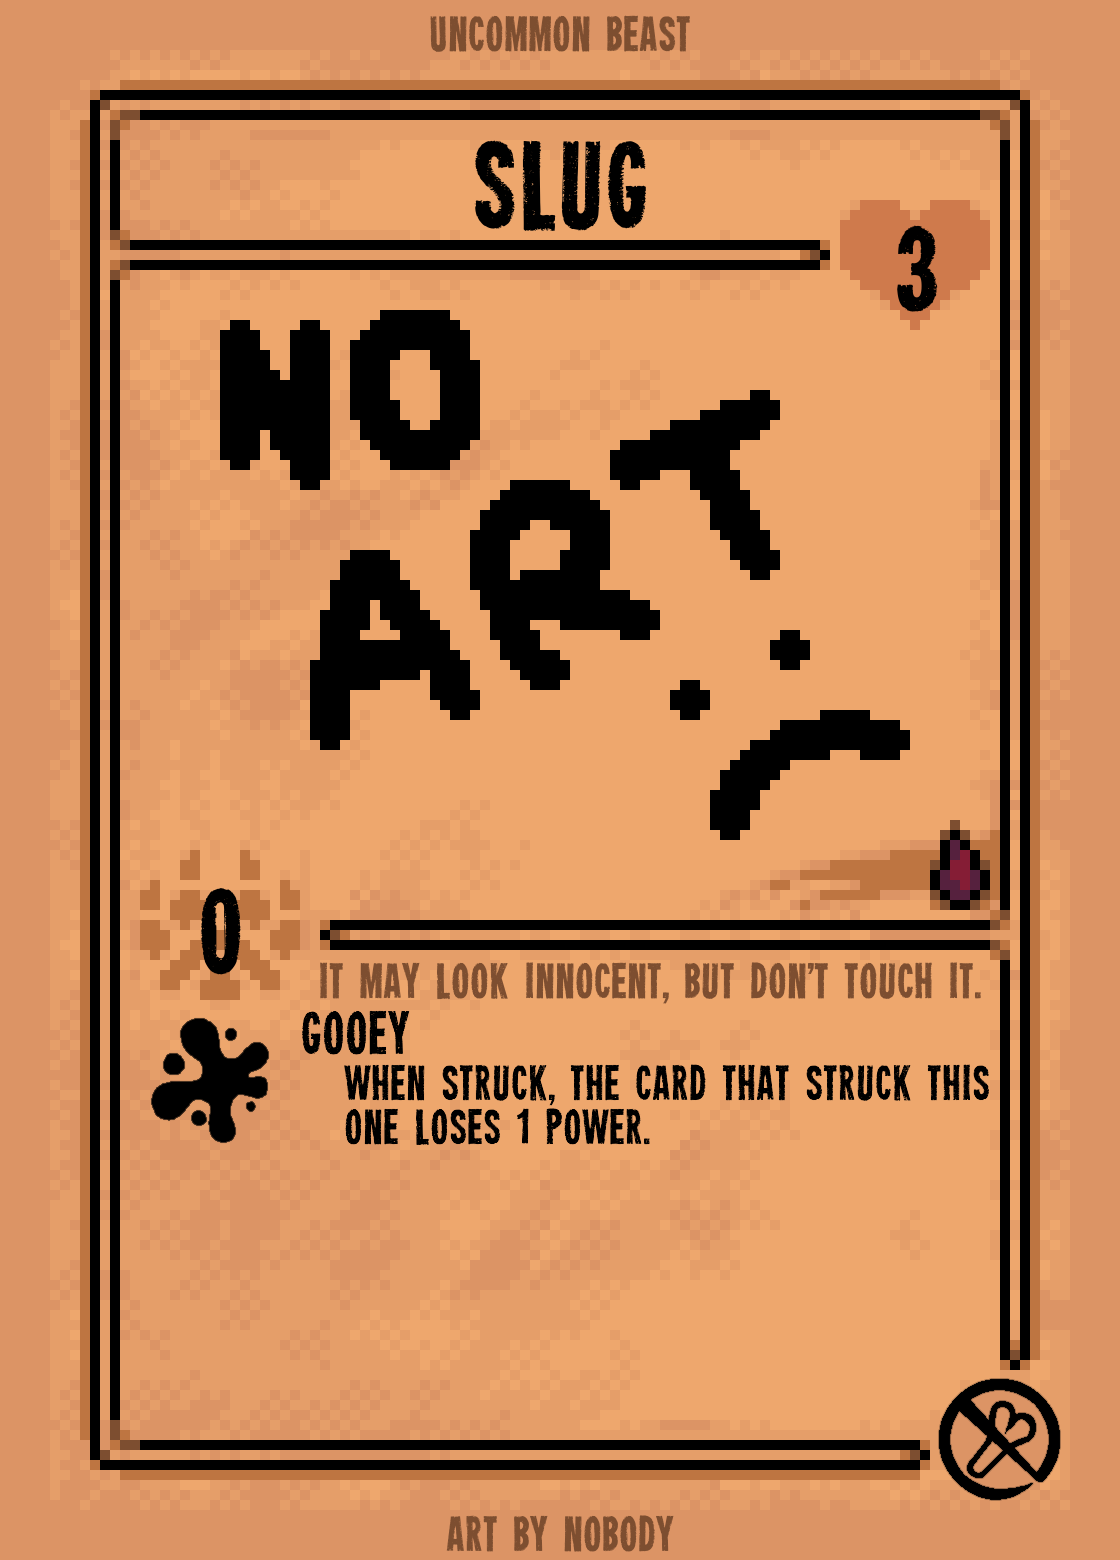 UNCOMMON BEAST
SLUG
3
NO
ART
:(
0
IT MAY LOOK INNOCENT, BUT DON'T TOUCH IT.
GOOEY
WHEN STRUCK, THE CARD THAT STRUCK THIS
ONE LOSES 1 POWER.
ART BY NOBODY